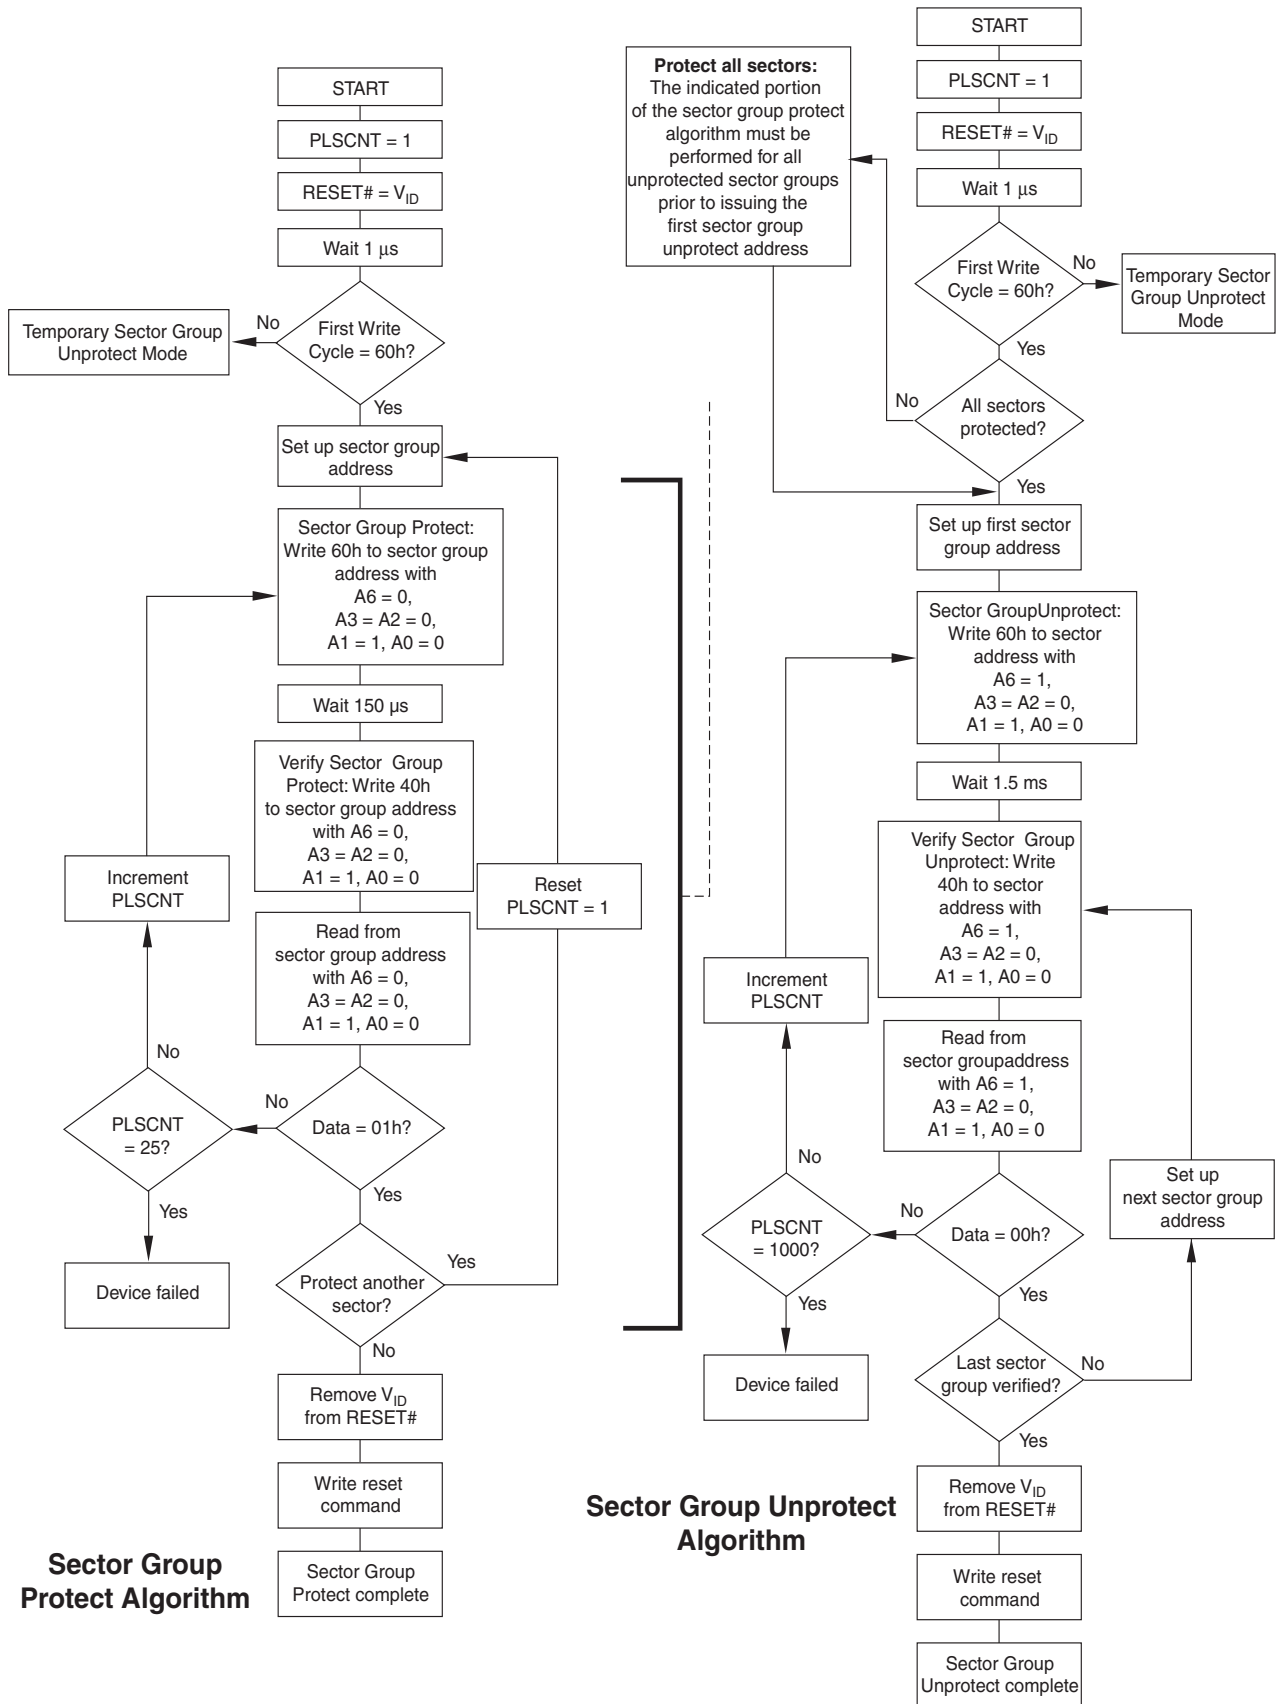 START
PLSCNT = 1
RESET# = VID
Wait 1 μs
First Write
Cycle = 60h?
No
Temporary Sector Group
Unprotect Mode
Yes
Set up sector group
address
Sector Group Protect:
Write 60h to sector group
address with
A6 = 0,
A3 = A2 = 0,
A1 = 1, A0 = 0
Wait 150 µs
Verify Sector Group
Protect: Write 40h
to sector group address
with A6 = 0,
A3 = A2 = 0,
A1 = 1, A0 = 0
Increment
PLSCNT
Reset
PLSCNT = 1
Read from
sector group address
with A6 = 0,
A3 = A2 = 0,
A1 = 1, A0 = 0
No
No
PLSCNT
= 25?
Data = 01h?
Yes
Yes
Device failed
Protect another
sector?
Yes
No
Remove VID
from RESET#
Write reset
command
Sector Group
Protect complete
Sector Group
Protect Algorithm
Protect all sectors:
The indicated portion
of the sector group protect
algorithm must be
performed for all
unprotected sector groups
prior to issuing the
first sector group
unprotect address
START
PLSCNT = 1
RESET# = VID
Wait 1 μs
First Write
Cycle = 60h?
No
Temporary Sector
Group Unprotect
Mode
Yes
No
All sectors
protected?
Yes
Set up first sector
group address
Sector GroupUnprotect:
Write 60h to sector
address with
A6 = 1,
A3 = A2 = 0,
A1 = 1, A0 = 0
Wait 1.5 ms
Verify Sector Group
Unprotect: Write
40h to sector
address with
A6 = 1,
A3 = A2 = 0,
A1 = 1, A0 = 0
Increment
PLSCNT
Read from
sector groupaddress
with A6 = 1,
A3 = A2 = 0,
A1 = 1, A0 = 0
No
Set up
next sector group
address
No
PLSCNT
= 1000?
Data = 00h?
Yes
Yes
Device failed
Last sector
group verified?
No
Yes
Remove VID
from RESET#
Write reset
command
Sector Group
Unprotect complete
Sector Group Unprotect
Algorithm